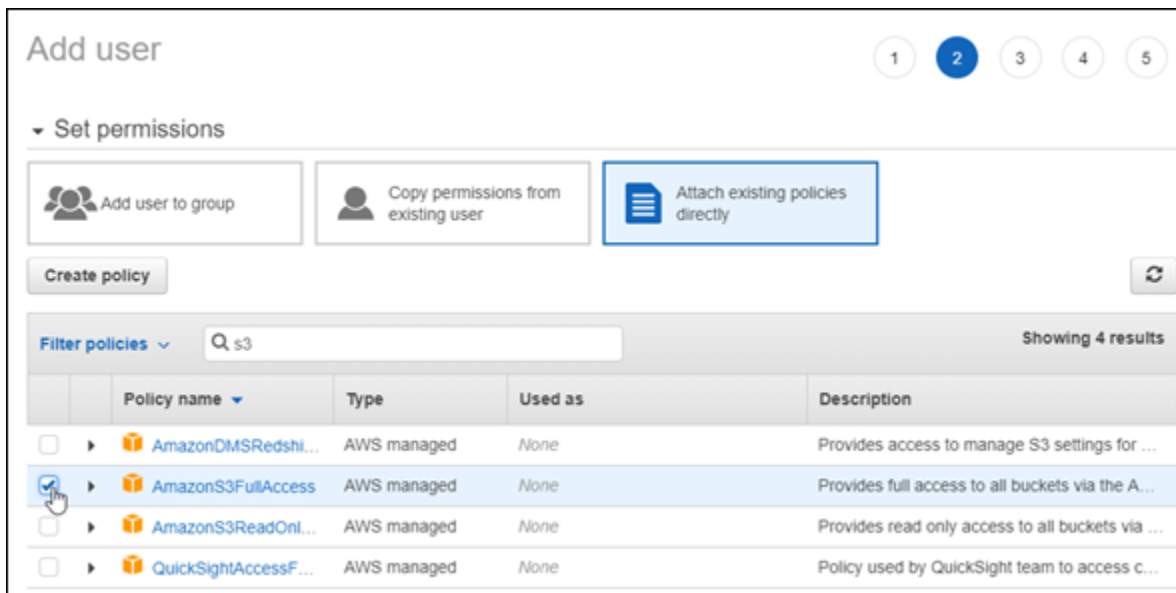 Add user
1 2 3 4 5
Set permissions
Add user to group
Copy permissions from
existing user
Attach existing policies
directly
Create policy
Filter policies
s3
Showing 4 results
Policy name Type Used as Description
AmazonDMSRedshi... AWS managed None Provides access to manage S3 settings for ...
AmazonS3FullAccess AWS managed None Provides full access to all buckets via the A...
AmazonS3ReadOnl... AWS managed None Provides read only access to all buckets via ...
QuickSightAccessF... AWS managed None Policy used by QuickSight team to access c...